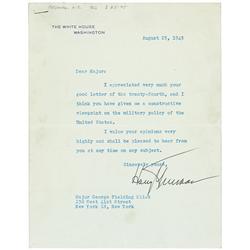 THE WHITE HOUSE
WASHINGTON
August 25, 1949
Dear Major:
I appreciated very much your
good letter of the twenty-fourth, and I
think you have given me a constructive
viewpoint on the military policy of the
United States.
I value your opinions very
highly and shall be pleased to hear from
you at any time on any subject.
Sincerely yours,
Harry Truman
Major George Fielding Eliot
New York 18, New York